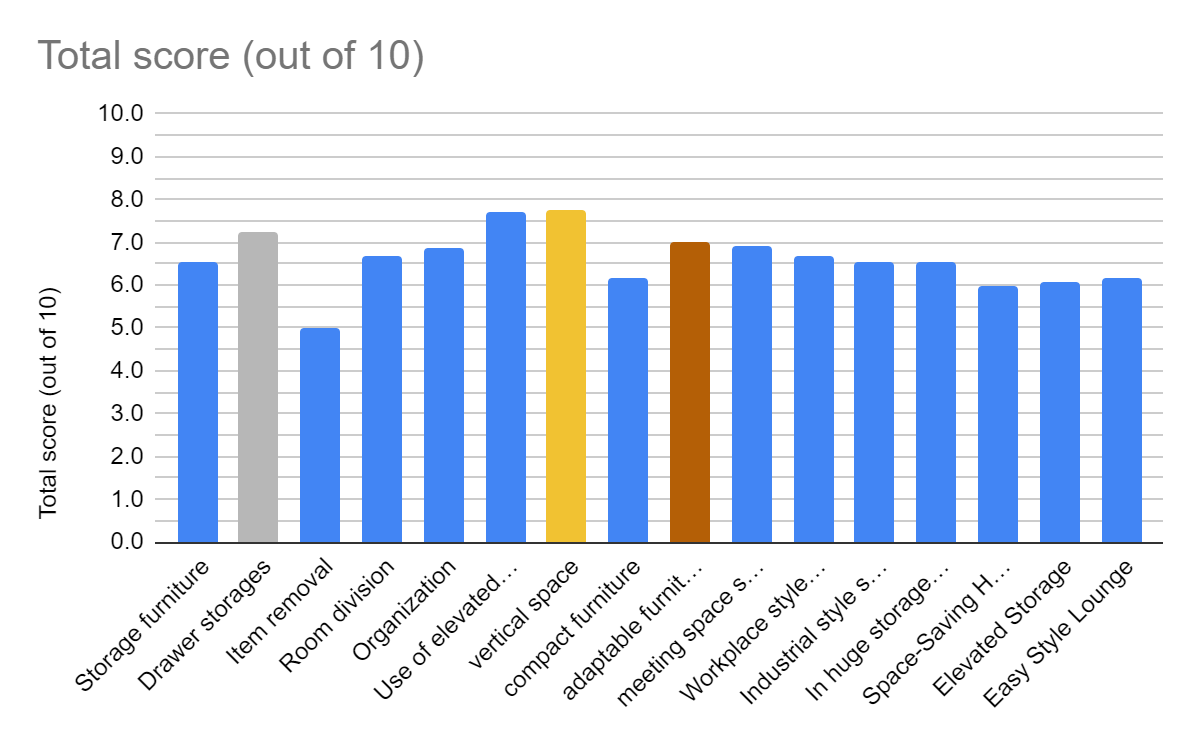 Total score (out of 10)
Total score (out of 10)
10.0
9.0
8.0
7.0
6.0
5.0
4.0
3.0
2.0
1.0
0.0
Storage furniture
Drawer storages
Item removal
Room division
Organization
Use of elevated…
vertical space
compact furniture
adaptable furnit…
meeting space s…
Workplace style…
Industrial style s…
In huge storage…
Space-Saving H…
Elevated Storage
Easy Style Lounge